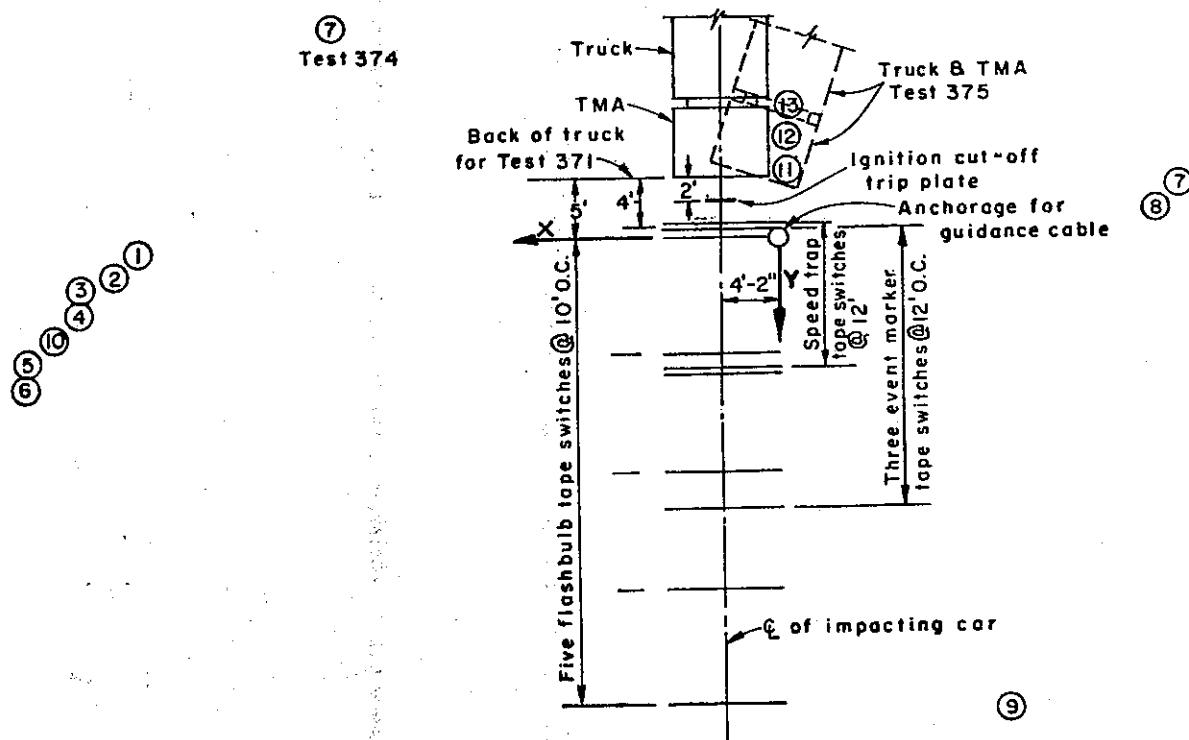 7
Test 374
Truck
TMA
Truck & TMA
Test 375
13
12
11
Back of truck
for Test 371
Ignition cut-off
trip plate
7
8
Anchorage for
guidance cable
5'
4'
2'
X
Y
4'-2"
1
2
3
4
10
5
6
Speed trap
tape switches
@ 12'
Three event marker
tape switches @ 12' O.C.
Five flashbulb tape switches @ 10' O.C.
℄ of impacting car
9